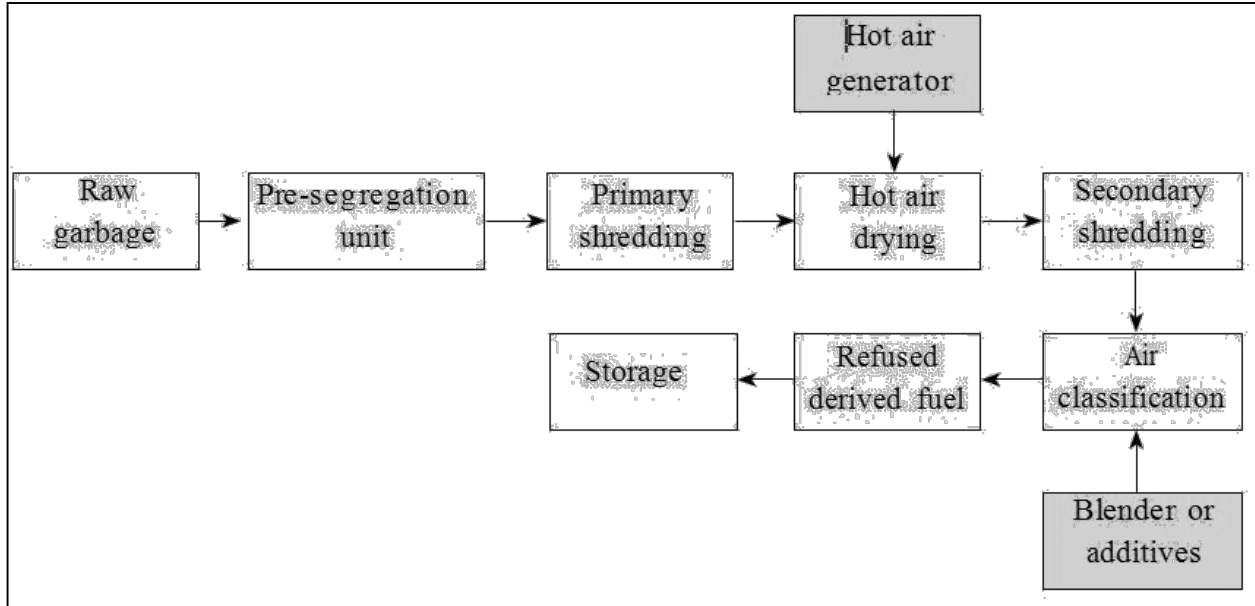 Hot air
generator
Raw
garbage
Pre-segregation
unit
Primary
shredding
Hot air
drying
Secondary
shredding
Storage
Refused
derived fuel
Air
classification
Blender or
additives